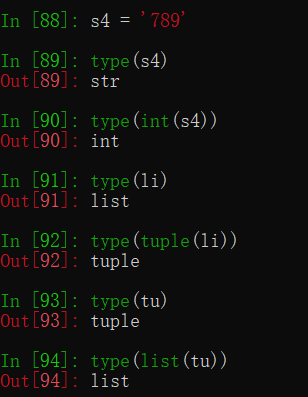 In [88]: s4 = '789'
In [89]: type(s4)
Out[89]: str
In [90]: type(int(s4))
Out[90]: int
In [91]: type(li)
Out[91]: list
In [92]: type(tuple(li))
Out[92]: tuple
In [93]: type(tu)
Out[93]: tuple
In [94]: type(list(tu))
Out[94]: list